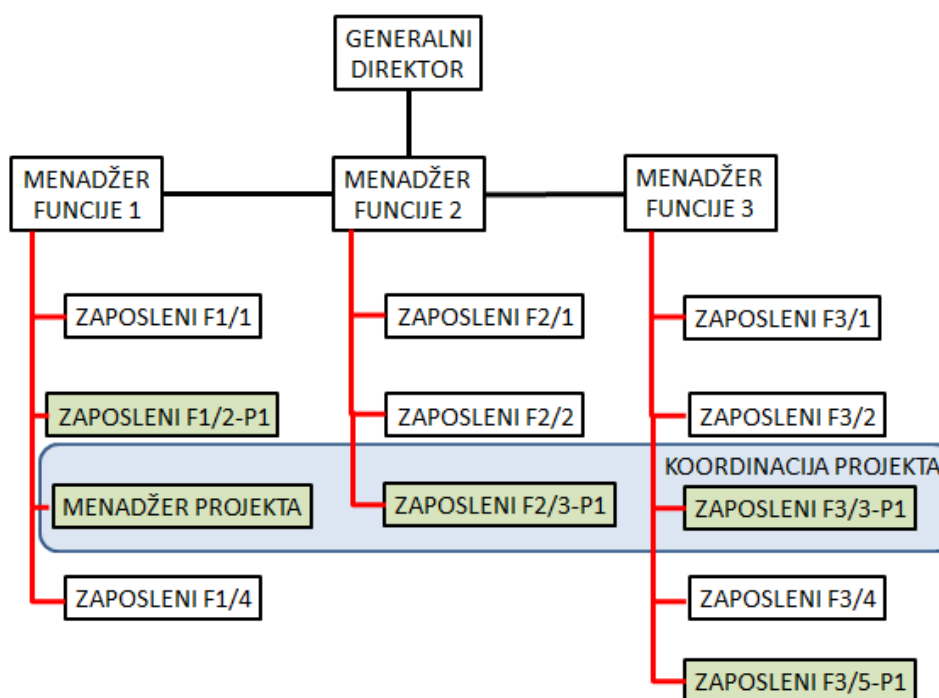 GENERALNI
DIREKTOR
MENADŽER
FUNCIJE 1
MENADŽER
FUNCIJE 2
MENADŽER
FUNCIJE 3
ZAPOSLENI F1/1
ZAPOSLENI F2/1
ZAPOSLENI F3/1
ZAPOSLENI F1/2-P1
ZAPOSLENI F2/2
ZAPOSLENI F3/2
KOORDINACIJA PROJEKTA
MENADŽER PROJEKTA
ZAPOSLENI F2/3-P1
ZAPOSLENI F3/3-P1
ZAPOSLENI F1/4
ZAPOSLENI F3/4
ZAPOSLENI F3/5-P1